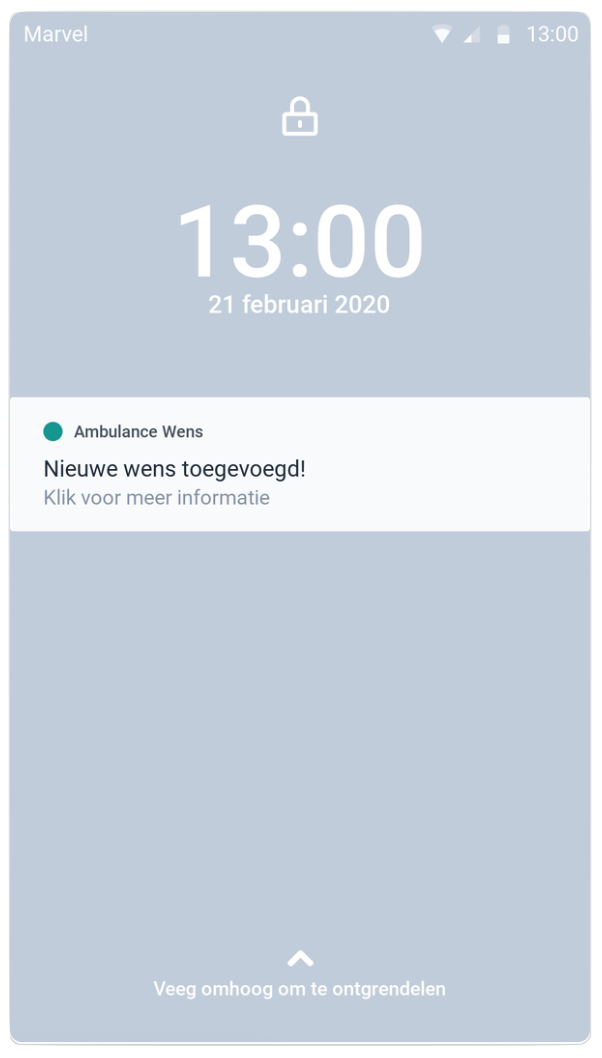 Marvel 13:00
13:00
21 februari 2020
Ambulance Wens
Nieuwe wens toegevoegd!
Klik voor meer informatie
Veeg omhoog om te ontgrendelen